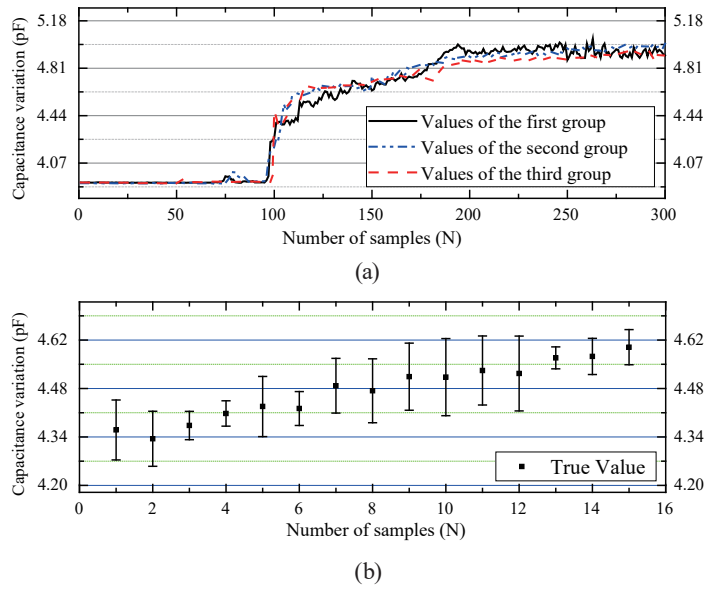 Capacitance variation (pF)
5.18 5.18
4.81 4.81
4.44 4.44
4.07 4.07
Values of the first group
Values of the second group
Values of the third group
0 50 100 150 200 250 300
Number of samples (N)
(a)
Capacitance variation (pF)
4.62 4.62
4.48 4.48
4.34 4.34
4.20 4.20
True Value
0 2 4 6 8 10 12 14 16
Number of samples (N)
(b)